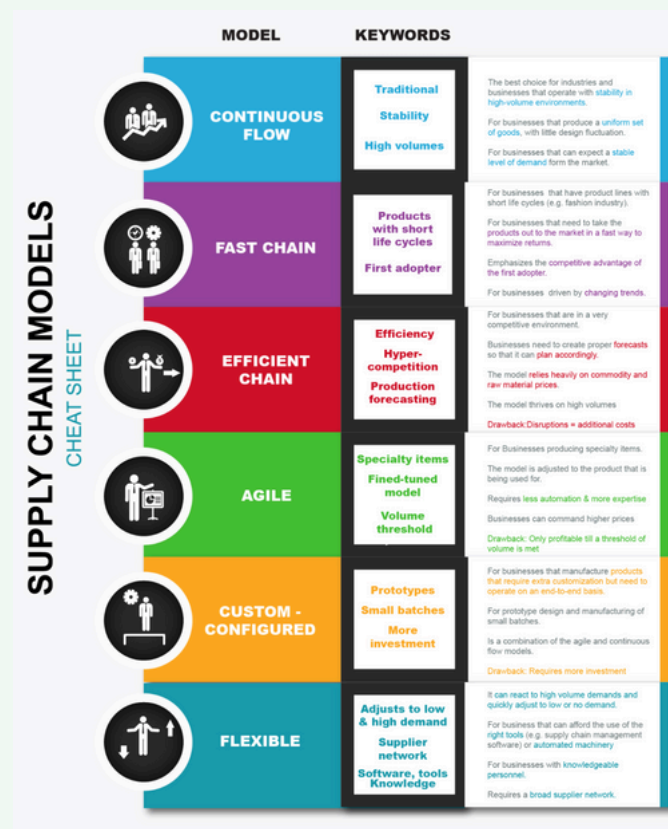 SUPPLY CHAIN MODELS
CHEAT SHEET
MODEL
KEYWORDS
CONTINUOUS
FLOW
Traditional
Stability
High volumes
The best choice for industries and
businesses that operate with stability in
high-volume environments.
For businesses that produce a uniform set
of goods, with little design fluctuation.
For businesses that can expect a stable
level of demand form the market.
FAST CHAIN
Products
with short
life cycles
First adopter
For businesses that have product lines with
short life cycles (e.g. fashion industry).
For businesses that need to take the
products out to the market in a fast way to
maximize returns.
Emphasizes the competitive advantage of
the first adopter.
For businesses driven by changing trends.
EFFICIENT
CHAIN
Efficiency
Hyper-
competition
Production
forecasting
For businesses that are in a very
competitive environment.
Businesses need to create proper forecasts
so that it can plan accordingly.
The model relies heavily on commodity and
raw material prices.
The model thrives on high volumes
Drawback:Disruptions = additional costs
AGILE
Specialty items
Fined-tuned
model
Volume
threshold
For Businesses producing specialty items.
The model is adjusted to the product that is
being used for.
Requires less automation & more expertise
Businesses can command higher prices
Drawback: Only profitable till a threshold of
volume is met
CUSTOM -
CONFIGURED
Prototypes
Small batches
More
investment
For businesses that manufacture products
that require extra customization but need to
operate on an end-to-end basis.
For prototype design and manufacturing of
small batches.
Is a combination of the agile and continuous
flow models.
Drawback: Requires more investment
FLEXIBLE
Adjusts to low
& high demand
Supplier
network
Software, tools
Knowledge
It can react to high volume demands and
quickly adjust to low or no demand.
For business that can afford the use of the
right tools (e.g. supply chain management
software) or automated machinery
For businesses with knowledgeable
personnel.
Requires a broad supplier network.